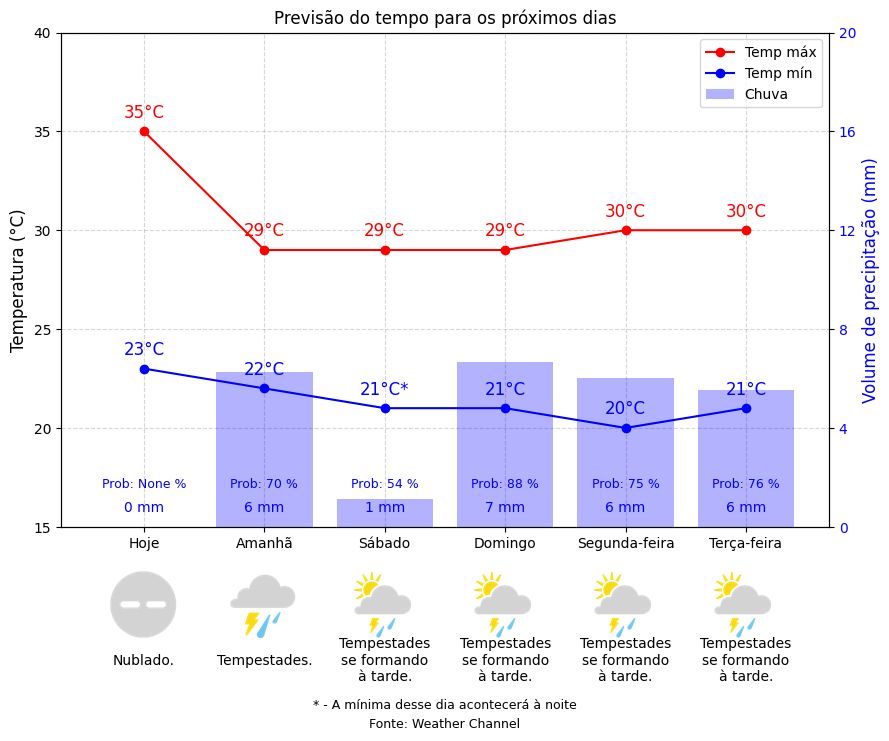 Previsão do tempo para os próximos dias
40
35
30
25
20
15
Temperatura (°C)
20
16
12
8
4
0
Volume de precipitação (mm)
Temp máx
Temp mín
Chuva
35°C
29°C
29°C
29°C
30°C
30°C
23°C
22°C
21°C*
21°C
20°C
21°C
Prob: None %
Prob: 70 %
Prob: 54 %
Prob: 88 %
Prob: 75 %
Prob: 76 %
0 mm
6 mm
1 mm
7 mm
6 mm
6 mm
Hoje
Amanhã
Sábado
Domingo
Segunda-feira
Terça-feira
Nublado.
Tempestades.
Tempestades
se formando
à tarde.
Tempestades
se formando
à tarde.
Tempestades
se formando
à tarde.
Tempestades
se formando
à tarde.
* - A mínima desse dia acontecerá à noite
Fonte: Weather Channel